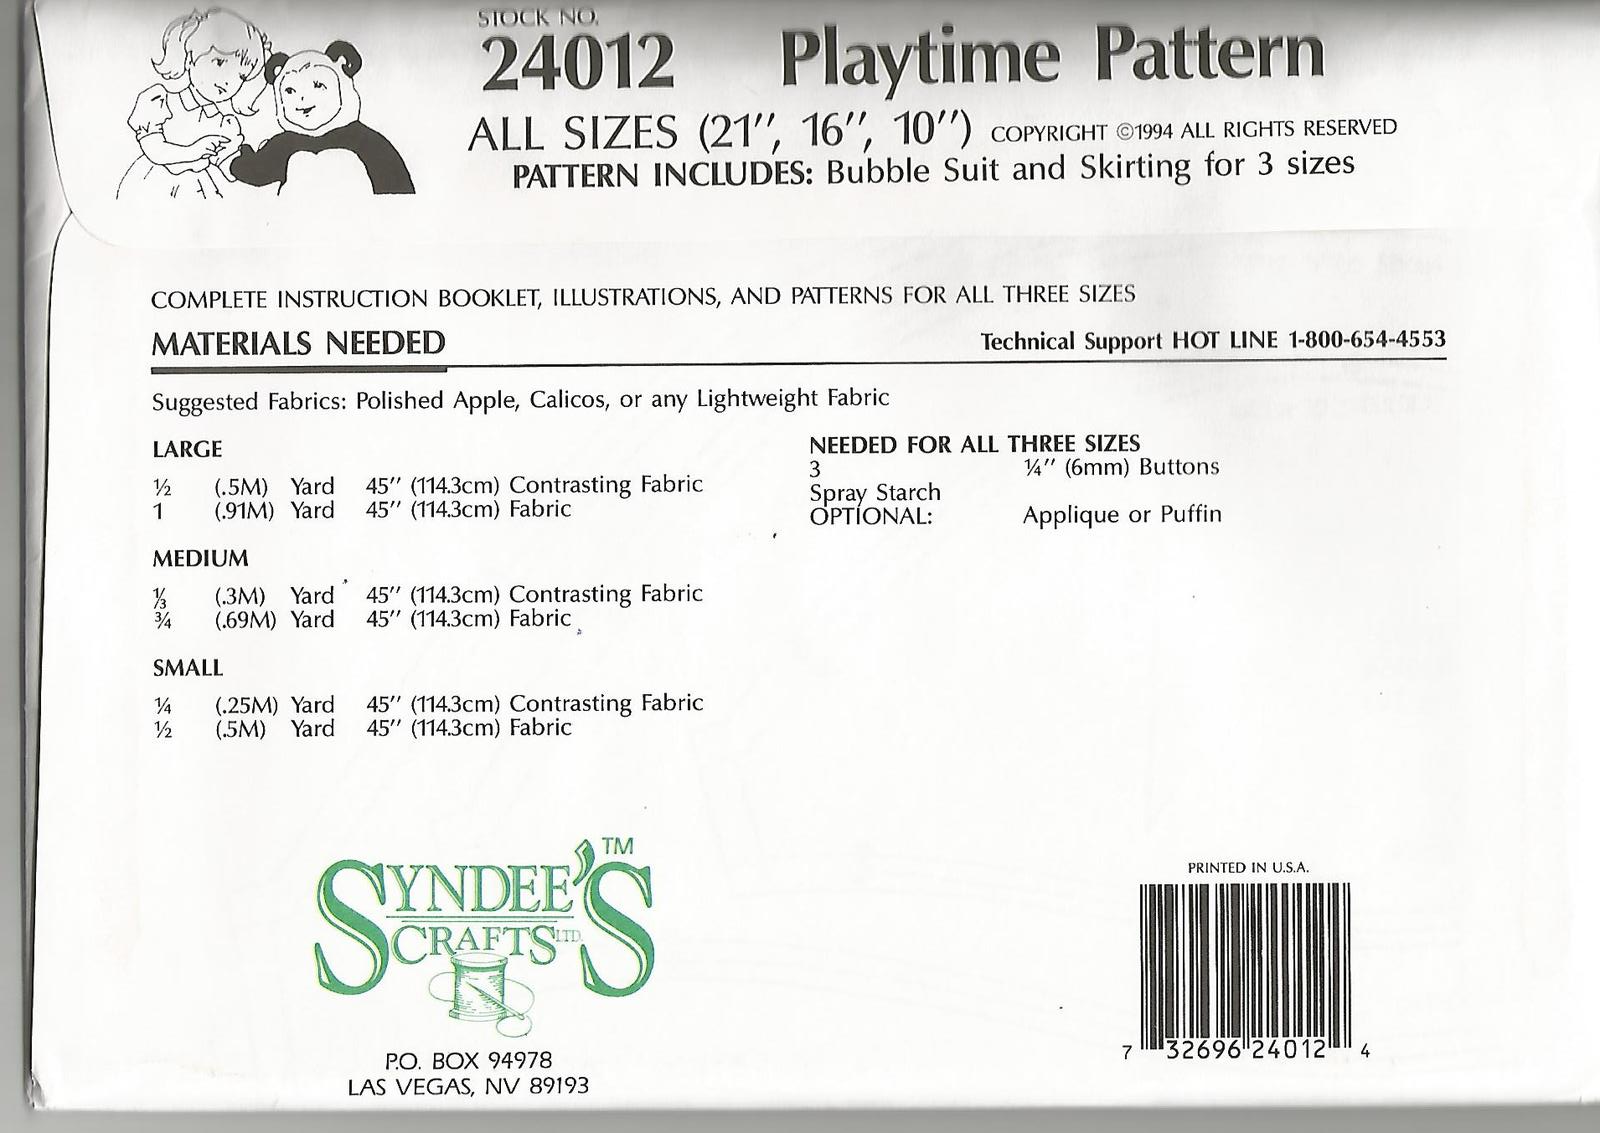 STOCK NO.
24012 Playtime Pattern
ALL SIZES (21", 16", 10") COPYRIGHT ©1994 ALL RIGHTS RESERVED
PATTERN INCLUDES: Bubble Suit and Skirting for 3 sizes
COMPLETE INSTRUCTION BOOKLET, ILLUSTRATIONS, AND PATTERNS FOR ALL THREE SIZES
MATERIALS NEEDED Technical Support HOT LINE 1-800-654-4553
Suggested Fabrics: Polished Apple, Calicos, or any Lightweight Fabric
LARGE
½ (.5M) Yard 45" (114.3cm) Contrasting Fabric
1 (.91M) Yard 45" (114.3cm) Fabric
MEDIUM
⅓ (.3M) Yard 45" (114.3cm) Contrasting Fabric
¾ (.69M) Yard 45" (114.3cm) Fabric
SMALL
¼ (.25M) Yard 45" (114.3cm) Contrasting Fabric
½ (.5M) Yard 45" (114.3cm) Fabric
NEEDED FOR ALL THREE SIZES
3 ¼" (6mm) Buttons
Spray Starch
OPTIONAL: Applique or Puffin
SYNDEE'S TM
CRAFTS LTD.
P.O. BOX 94978
LAS VEGAS, NV 89193
PRINTED IN U.S.A.
7 32696 24012 4